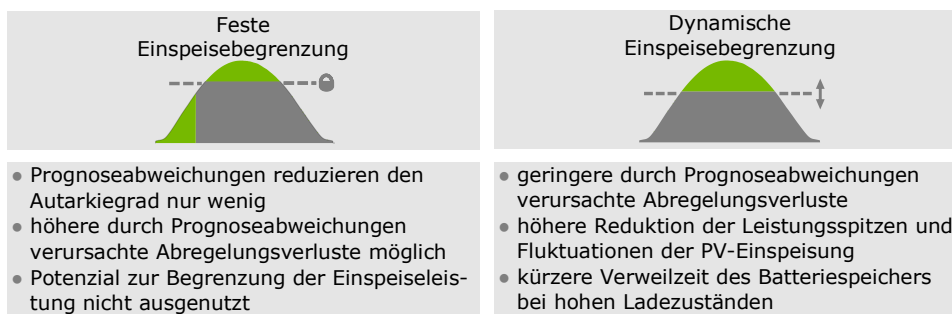 Feste
Einspeisebegrenzung
• Prognoseabweichungen reduzieren den
Autarkiegrad nur wenig
• höhere durch Prognoseabweichungen
verursachte Abregelungsverluste möglich
• Potenzial zur Begrenzung der Einspeiseleis-
tung nicht ausgenutzt
Dynamische
Einspeisebegrenzung
• geringere durch Prognoseabweichungen
verursachte Abregelungsverluste
• höhere Reduktion der Leistungsspitzen und
Fluktuationen der PV-Einspeisung
• kürzere Verweilzeit des Batteriespeichers
bei hohen Ladezuständen